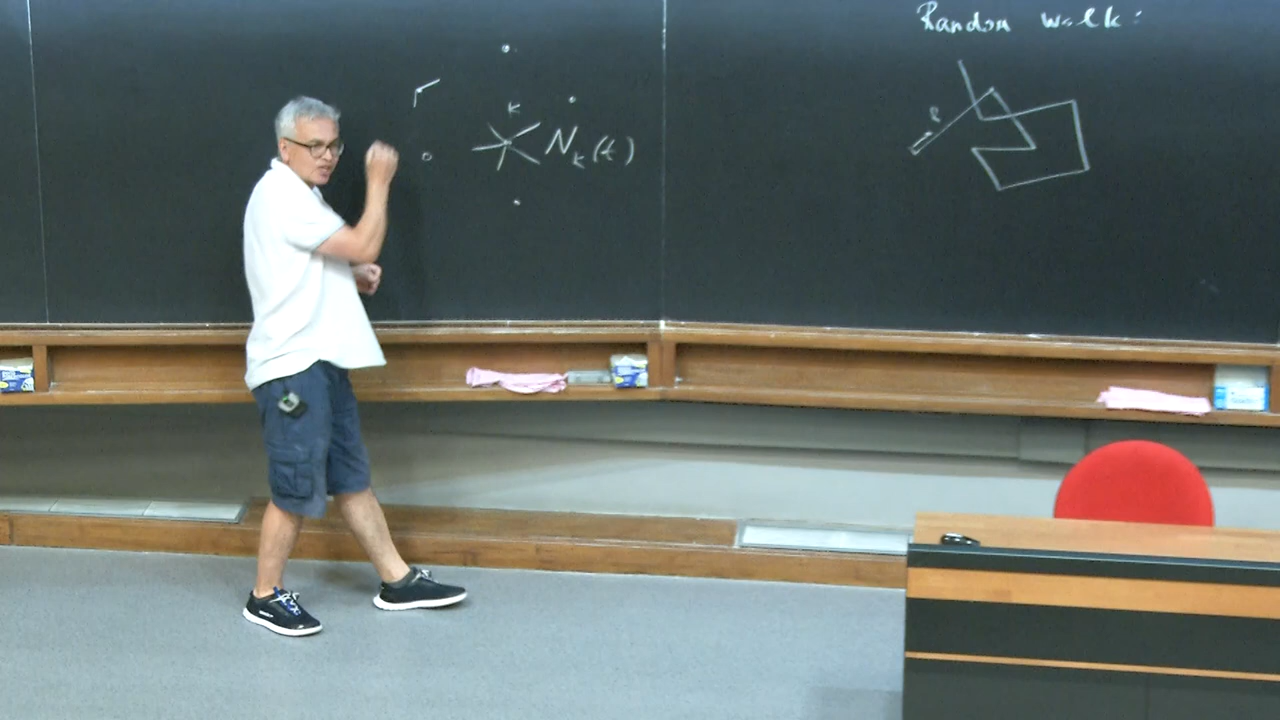 k
N_k(t)
Random walk:
ℓ